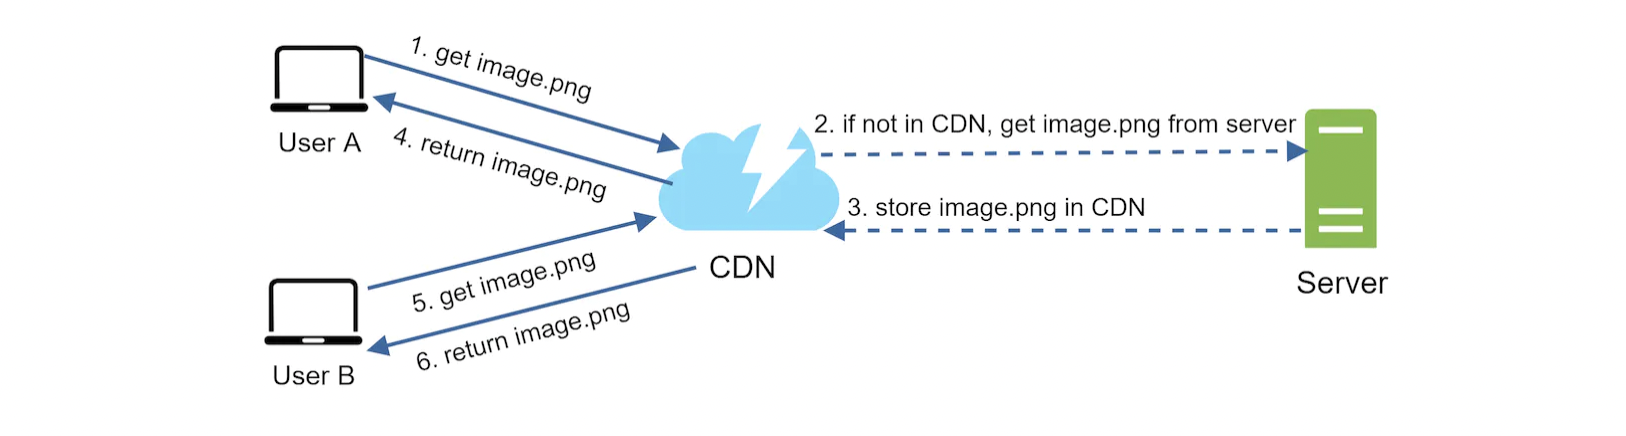 1. get image.png
2. if not in CDN, get image.png from server
User A
4. return image.png
3. store image.png in CDN
CDN
5. get image.png
Server
6. return image.png
User B